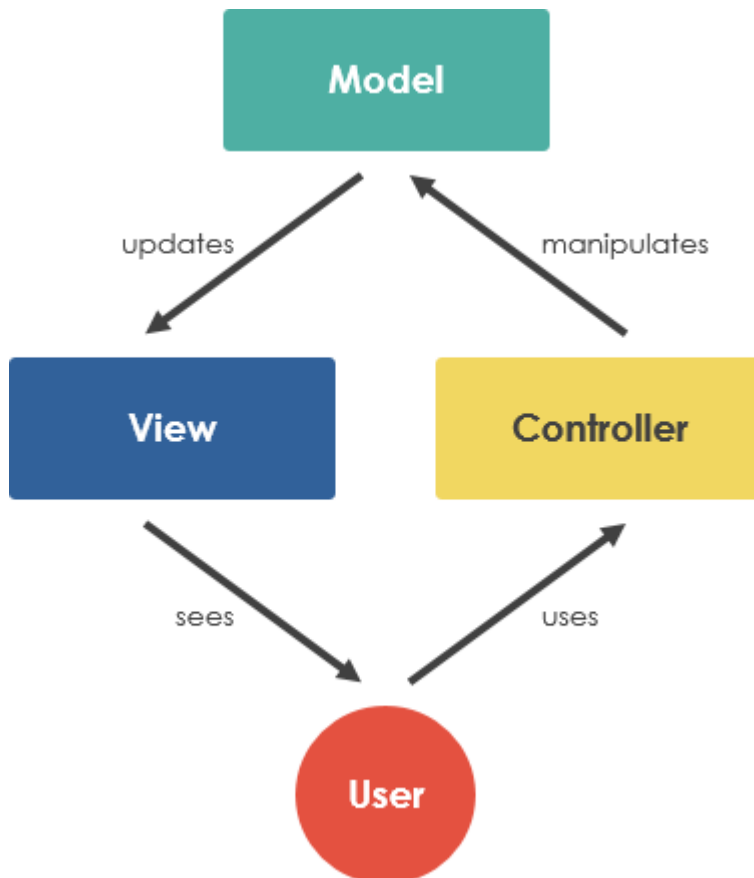 Model
updates
manipulates
View
Controller
sees
uses
User